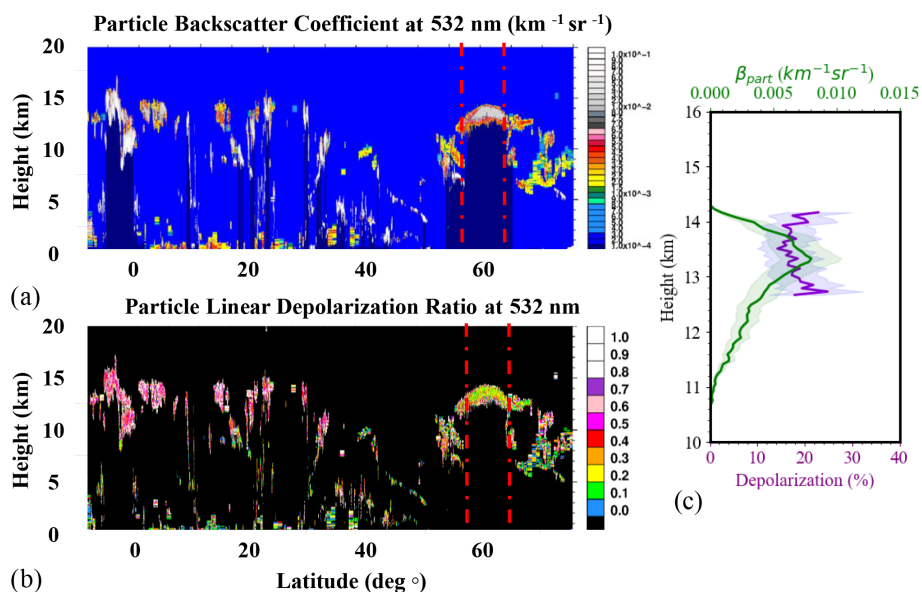 Particle Backscatter Coefficient at 532 nm (km -1 sr -1)
20
15
10
5
0
Height (km)
0 20 40 60
1.0x10^-1
1.0x10^-2
1.0x10^-3
1.0x10^-4
(a)
Particle Linear Depolarization Ratio at 532 nm
20
15
10
5
0
Height (km)
0 20 40 60
Latitude (deg °)
1.0
0.9
0.8
0.7
0.6
0.5
0.4
0.3
0.2
0.1
0.0
(b)
βpart (km−1sr−1)
0.000 0.005 0.010 0.015
16
14
13
12
11
10
Height (km)
0 10 20 30 40
Depolarization (%)
(c)